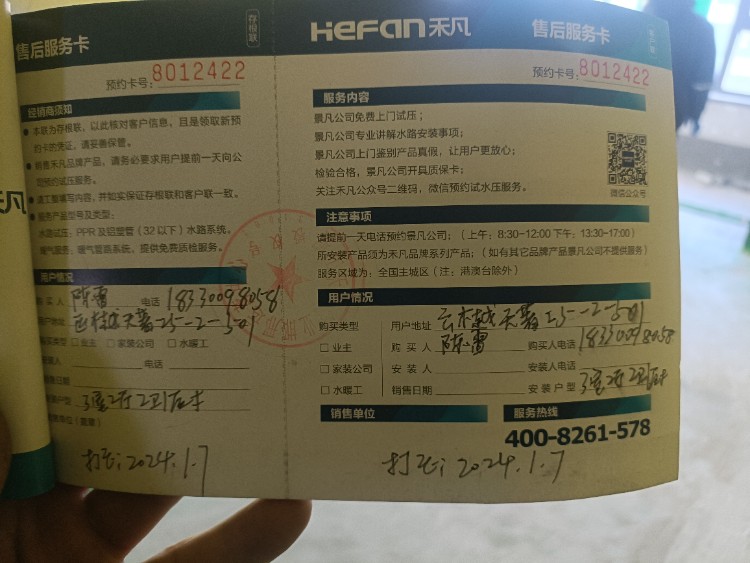 售后服务卡
存根联
预约卡号:8012422
经销商须知
本联为存根联，以此核对客户信息，且是领取新预
约卡的凭证，请妥善保管。
销售禾凡品牌产品，请务必要求用户提前一天向公
司预约试压服务。
请工整填写内容，并如实保证存根联和客户联一致。
服务产品型号及类型:
水路试压: PPR及铝塑管（32以下）水路系统。
暖气服务: 暖气管路系统，提供免费质检服务。
用户情况
购买人 陈雷 电话 18330098058
用户地址 天著25-2-501
购买类型 □业主 □家装公司 □水暖工
安装人 电话
销售日期
安装户型 3室2厅2卫1厨
销售单位（盖章）
打压: 2024.1.7
HeFan禾凡
售后服务卡
预约卡号:8012422
服务内容
景凡公司免费上门试压；
景凡公司专业讲解水路安装事项；
景凡公司上门鉴别产品真假，让用户更放心；
检验合格，景凡公司开具质保卡；
关注禾凡公众号二维码，微信预约试水压服务。
微信公众号
注意事项
请提前一天电话预约景凡公司；（上午: 8:30-12:00 下午: 13:30-17:00）
所安装产品须为禾凡品牌系列产品；（如有其它品牌产品景凡公司不提供服务）
服务区域为: 全国主城区（注: 港澳台除外）
用户情况
购买类型 用户地址 天著25-2-501
□业主 购买人 陈雷 购买人电话 18330098058
□家装公司 安装人 安装人电话
□水暖工 销售日期 安装户型 3室2厅2卫1厨
销售单位
服务热线
400-8261-578
打压: 2024.1.7